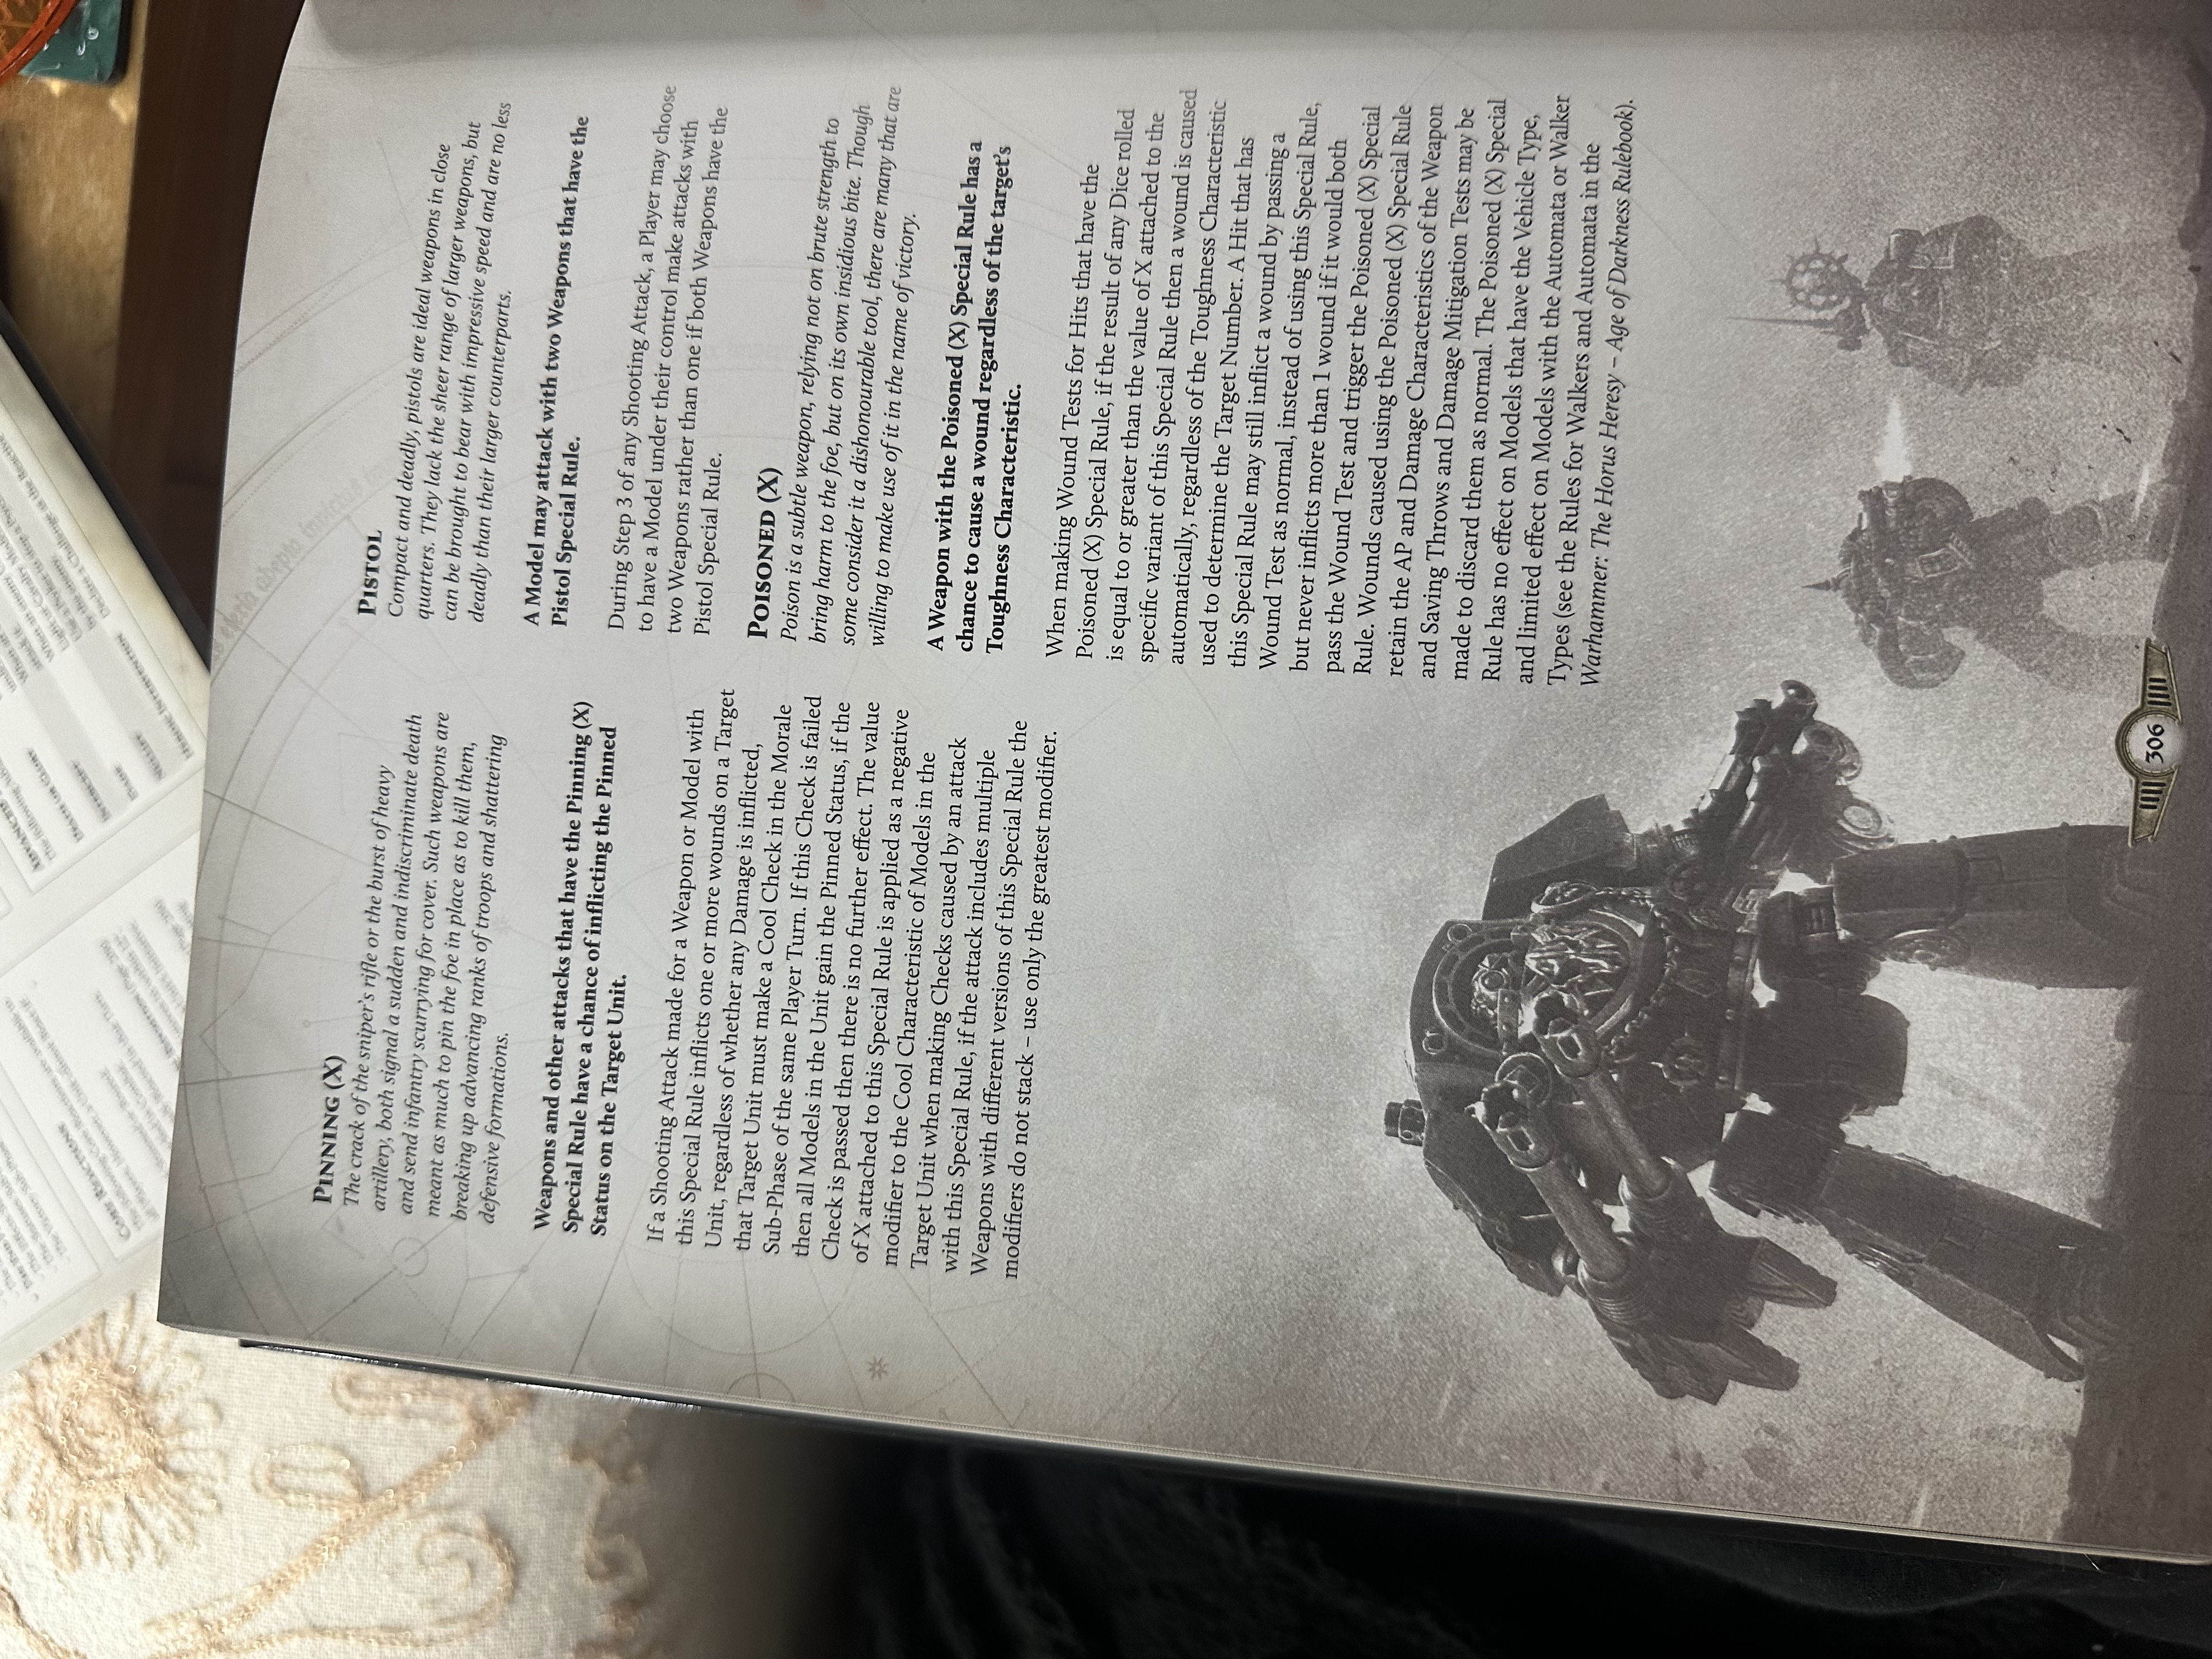 CORE REACTIONS
ADVANCED
DEATH OR GLORY
INTERCEPT
EVADE
NULLIFY
PINNING (X)
The crack of the sniper's rifle or the burst of heavy
artillery, both signal a sudden and indiscriminate death
and send infantry scurrying for cover. Such weapons are
meant as much to pin the foe in place as to kill them,
breaking up advancing ranks of troops and shattering
defensive formations.
Weapons and other attacks that have the Pinning (X)
Special Rule have a chance of inflicting the Pinned
Status on the Target Unit.
If a Shooting Attack made for a Weapon or Model with
this Special Rule inflicts one or more wounds on a Target
Unit, regardless of whether any Damage is inflicted,
that Target Unit must make a Cool Check in the Morale
Sub-Phase of the same Player Turn. If this Check is failed
then all Models in the Unit gain the Pinned Status, if the
Check is passed then there is no further effect. The value
of X attached to this Special Rule is applied as a negative
modifier to the Cool Characteristic of Models in the
Target Unit when making Checks caused by an attack
with this Special Rule, if the attack includes multiple
Weapons with different versions of this Special Rule the
modifiers do not stack – use only the greatest modifier.
PISTOL
Compact and deadly, pistols are ideal weapons in close
quarters. They lack the sheer range of larger weapons, but
can be brought to bear with impressive speed and are no less
deadly than their larger counterparts.
A Model may attack with two Weapons that have the
Pistol Special Rule.
During Step 3 of any Shooting Attack, a Player may choose
to have a Model under their control make attacks with
two Weapons rather than one if both Weapons have the
Pistol Special Rule.
POISONED (X)
Poison is a subtle weapon, relying not on brute strength to
bring harm to the foe, but on its own insidious bite. Though
some consider it a dishonourable tool, there are many that are
willing to make use of it in the name of victory.
A Weapon with the Poisoned (X) Special Rule has a
chance to cause a wound regardless of the target's
Toughness Characteristic.
When making Wound Tests for Hits that have the
Poisoned (X) Special Rule, if the result of any Dice rolled
is equal to or greater than the value of X attached to the
specific variant of this Special Rule then a wound is caused
automatically, regardless of the Toughness Characteristic
used to determine the Target Number. A Hit that has
this Special Rule may still inflict a wound by passing a
Wound Test as normal, instead of using this Special Rule,
but never inflicts more than 1 wound if it would both
pass the Wound Test and trigger the Poisoned (X) Special
Rule. Wounds caused using the Poisoned (X) Special Rule
retain the AP and Damage Characteristics of the Weapon
and Saving Throws and Damage Mitigation Tests may be
made to discard them as normal. The Poisoned (X) Special
Rule has no effect on Models that have the Vehicle Type,
and limited effect on Models with the Automata or Walker
Types (see the Rules for Walkers and Automata in the
Warhammer: The Horus Heresy – Age of Darkness Rulebook).
306